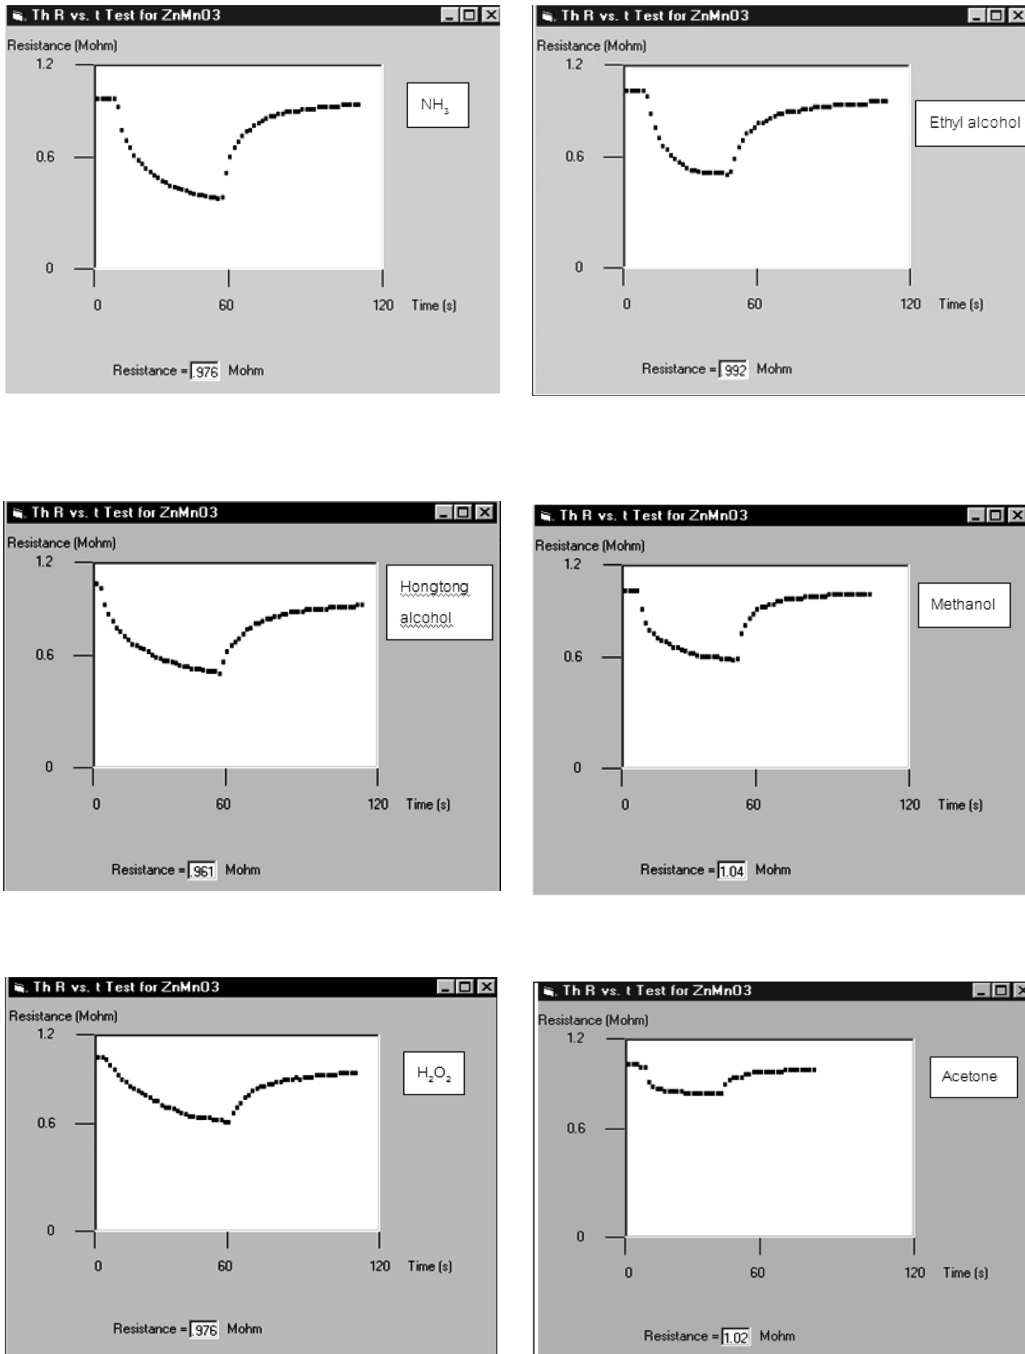 Th R vs. t Test for ZnMnO3
Resistance (Mohm)
1.2
NH₃
0.6
0
0 60 120 Time (s)
Resistance = .976 Mohm
Th R vs. t Test for ZnMnO3
Resistance (Mohm)
1.2
Ethyl alcohol
0.6
0
0 60 120 Time (s)
Resistance = .992 Mohm
Th R vs. t Test for ZnMnO3
Resistance (Mohm)
1.2
Hongtong
alcohol
0.6
0
0 60 120 Time (s)
Resistance = .961 Mohm
Th R vs. t Test for ZnMnO3
Resistance (Mohm)
1.2
Methanol
0.6
0
0 60 120 Time (s)
Resistance = 1.04 Mohm
Th R vs. t Test for ZnMnO3
Resistance (Mohm)
1.2
H₂O₂
0.6
0
0 60 120 Time (s)
Resistance = .976 Mohm
Th R vs. t Test for ZnMnO3
Resistance (Mohm)
1.2
Acetone
0.6
0
0 60 120 Time (s)
Resistance = 1.02 Mohm